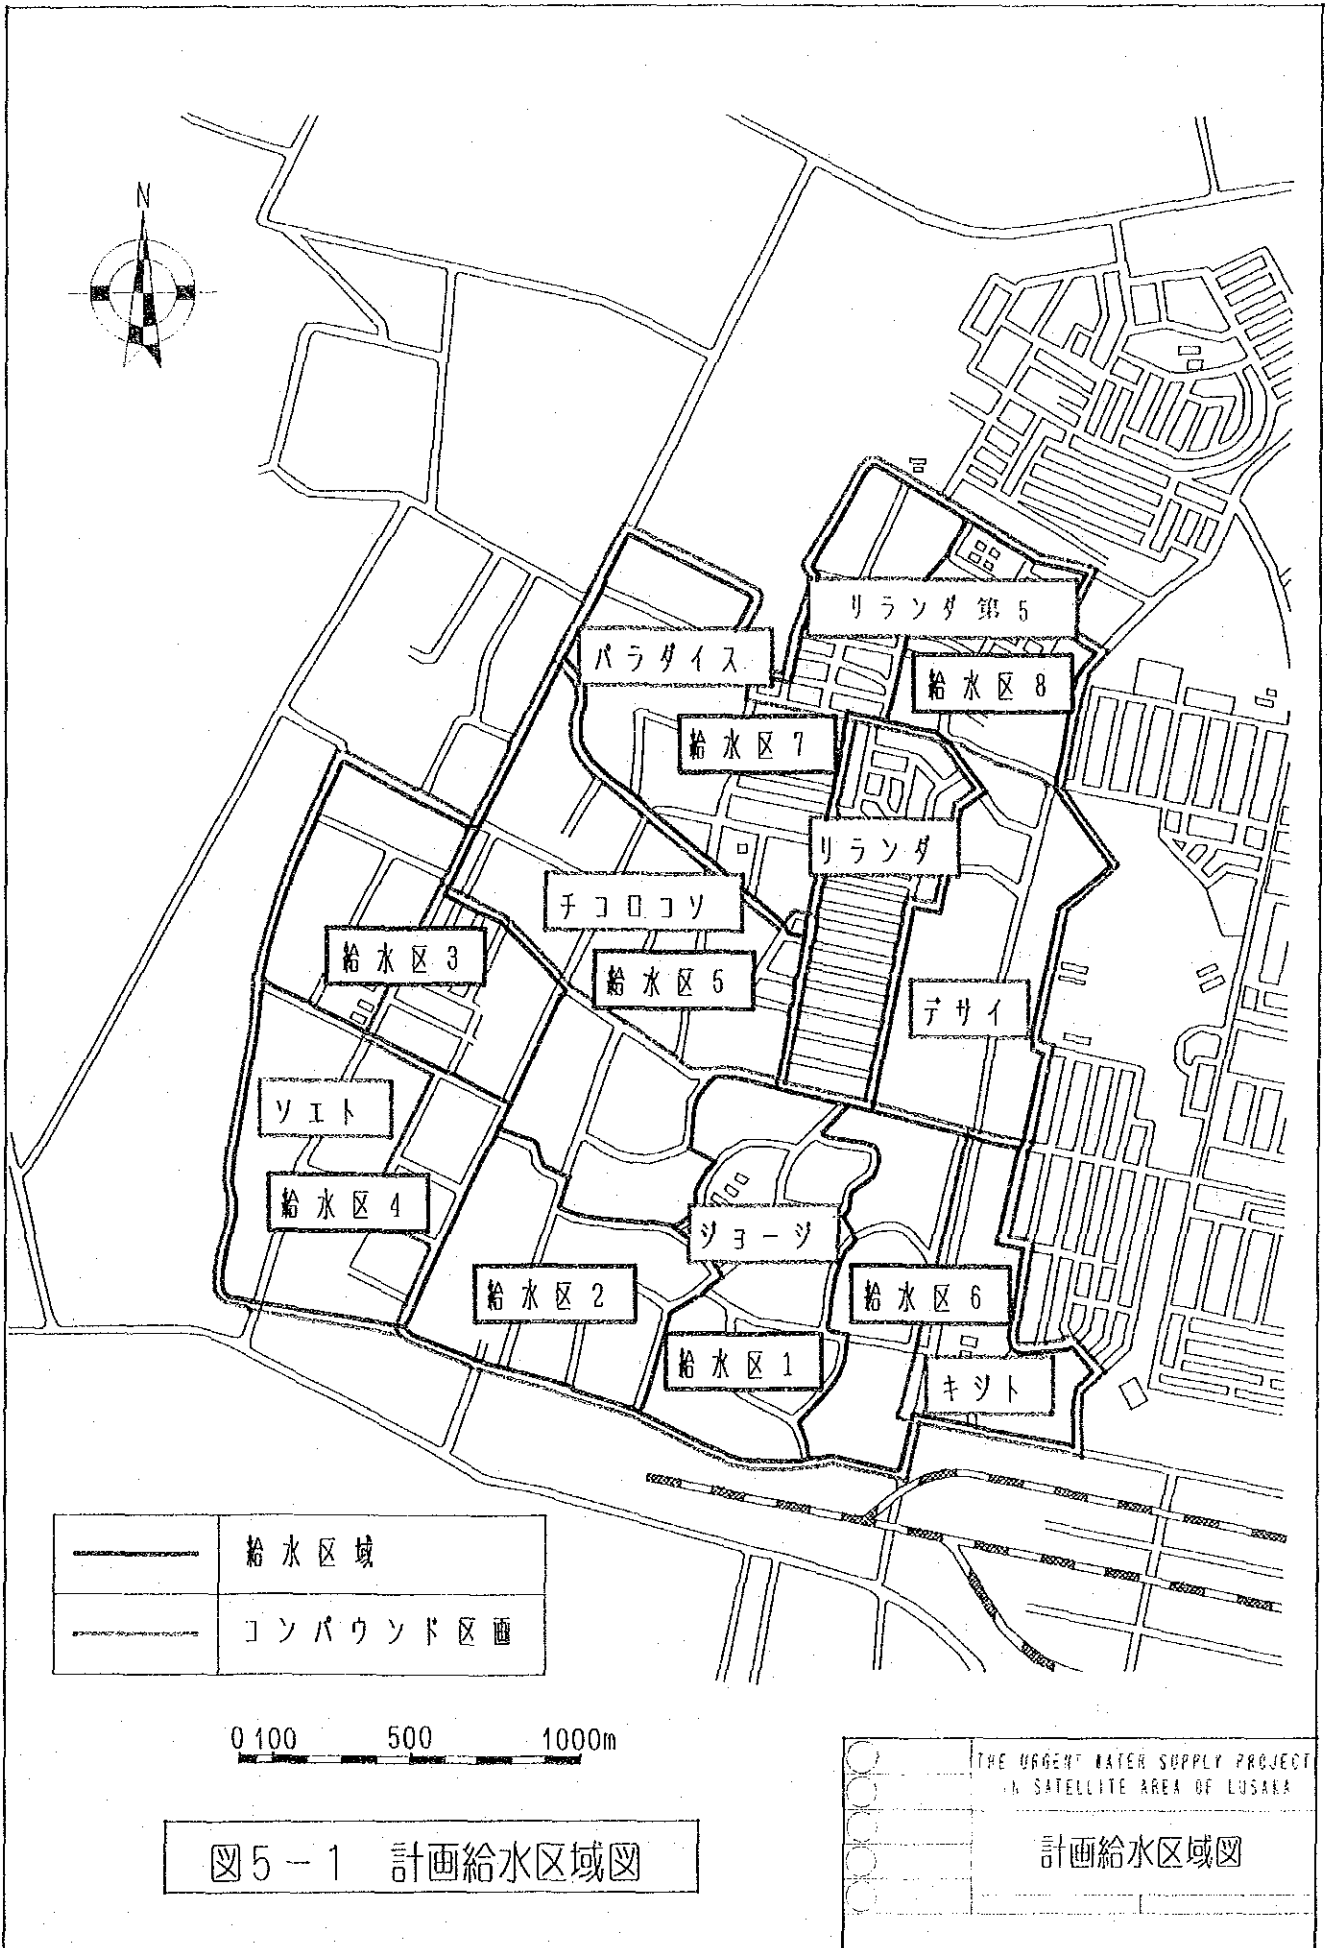 N
リランダ第5
パラダイス
給水区8
給水区7
リランダ
チコロコソ
給水区3
給水区5
デサイ
ソエト
給水区4
ジョージ
給水区2
給水区6
給水区1
キジト
給水区域
コンパウンド区画
0 100 500 1000m
THE URGENT WATER SUPPLY PROJECT
IN SATELLITE AREA OF LUSAKA
図5-1 計画給水区域図
計画給水区域図